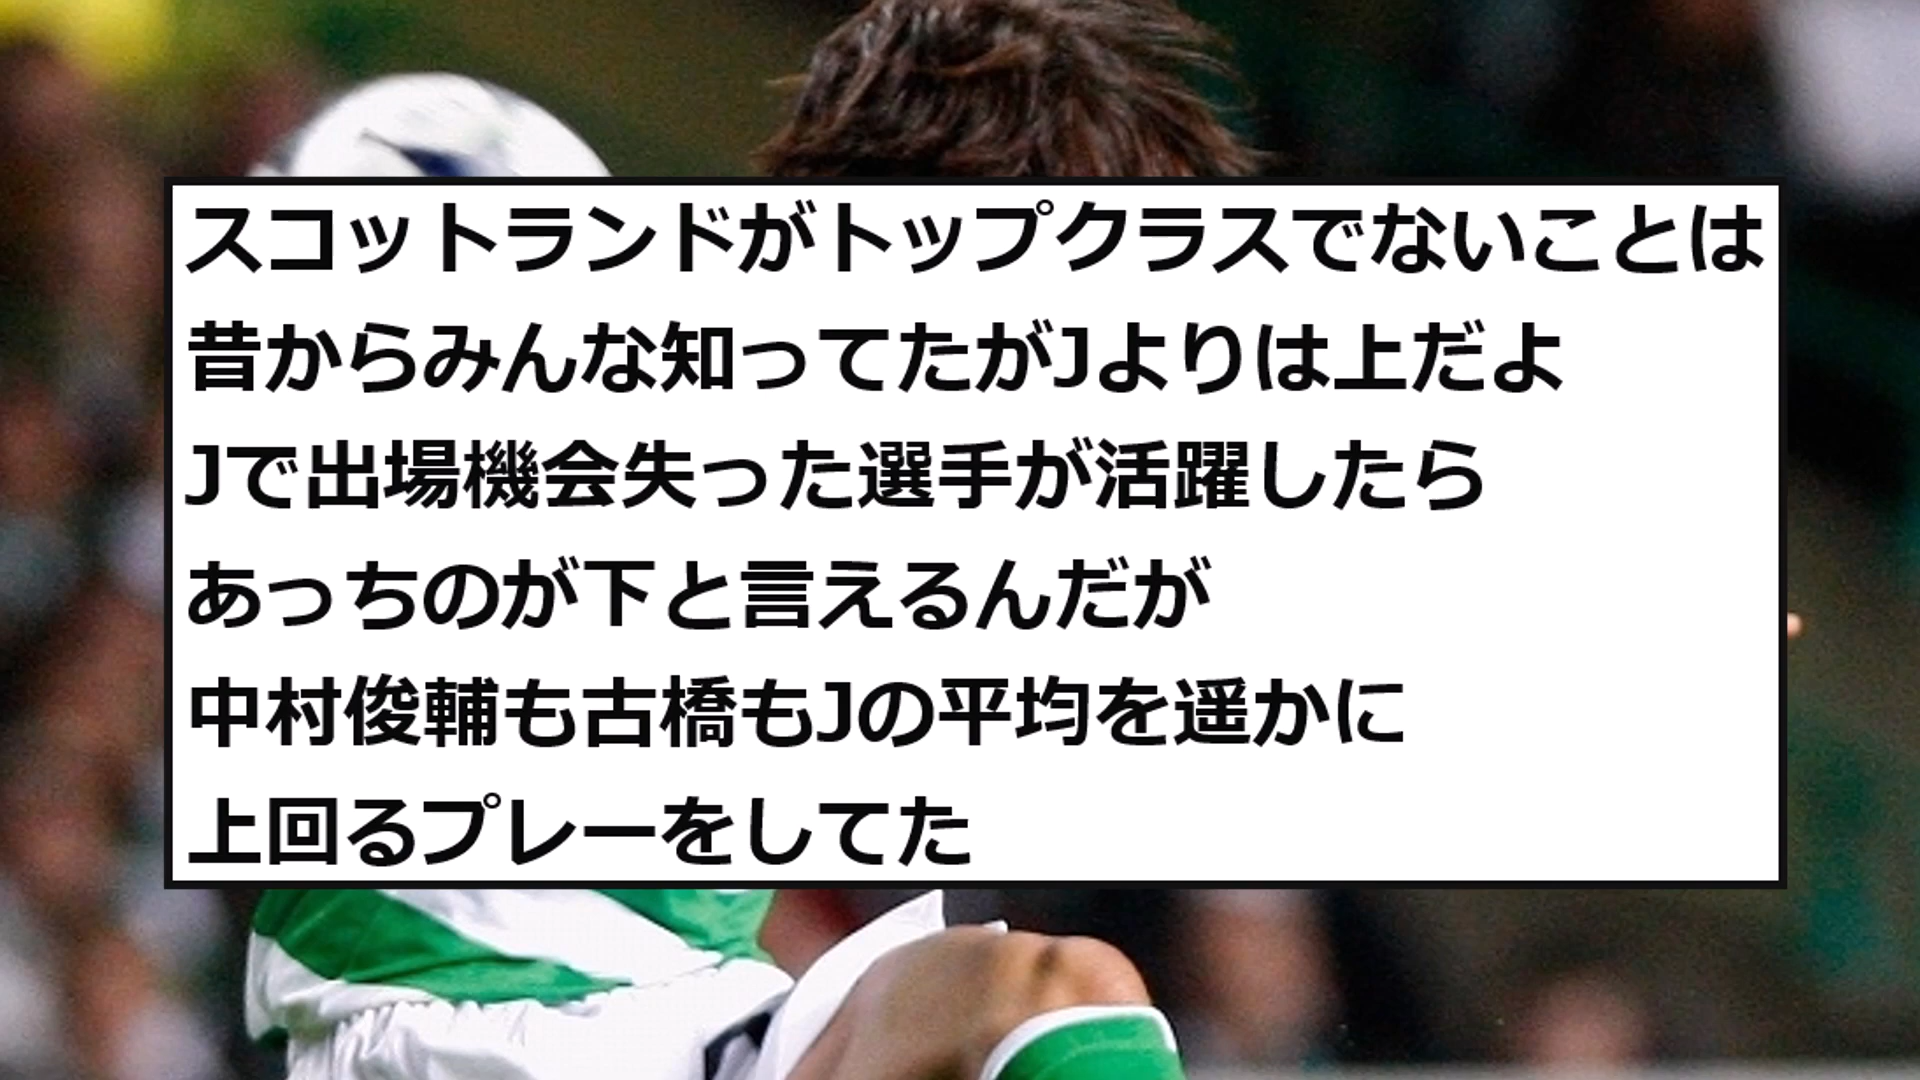 スコットランドがトップクラスでないことは
昔からみんな知ってたがJよりは上だよ
Jで出場機会失った選手が活躍したら
あっちのが下と言えるんだが
中村俊輔も古橋もJの平均を遥かに
上回るプレーをしてた